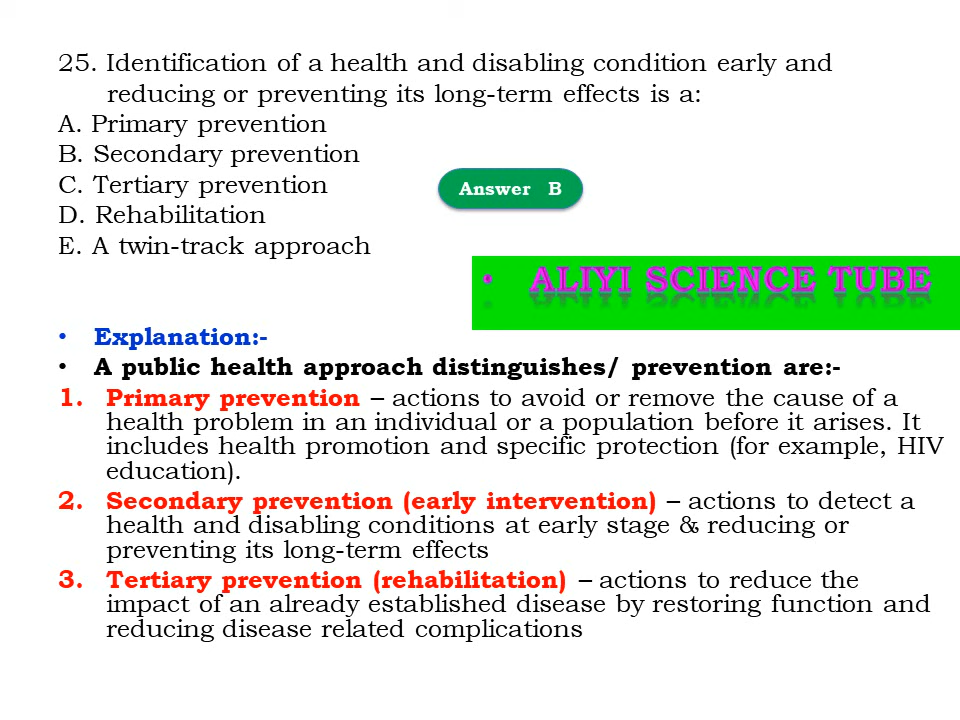 25. Identification of a health and disabling condition early and
reducing or preventing its long-term effects is a:
A. Primary prevention
B. Secondary prevention
C. Tertiary prevention
D. Rehabilitation
E. A twin-track approach
Answer B
• ALIYI SCIENCE TUBE
• Explanation:-
• A public health approach distinguishes/ prevention are:-
1. Primary prevention – actions to avoid or remove the cause of a
health problem in an individual or a population before it arises. It
includes health promotion and specific protection (for example, HIV
education).
2. Secondary prevention (early intervention) – actions to detect a
health and disabling conditions at early stage & reducing or
preventing its long-term effects
3. Tertiary prevention (rehabilitation) – actions to reduce the
impact of an already established disease by restoring function and
reducing disease related complications